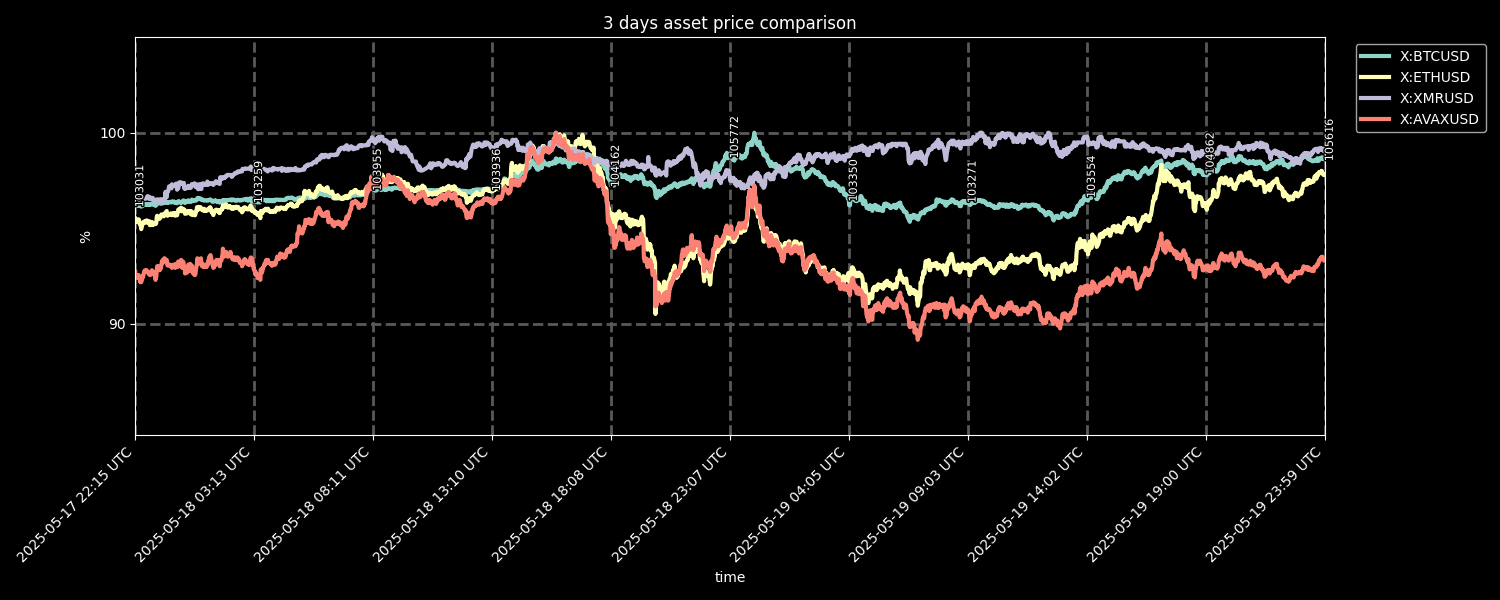 3 days asset price comparison
X:BTCUSD
X:ETHUSD
X:XMRUSD
X:AVAXUSD
%
100
90
103031
103259
103955
103936
104162
105772
103350
103554
104862
105616
2025-05-17 22:15 UTC
2025-05-18 03:13 UTC
2025-05-18 08:11 UTC
2025-05-18 13:10 UTC
2025-05-18 18:08 UTC
2025-05-18 23:07 UTC
2025-05-19 04:05 UTC
2025-05-19 09:03 UTC
2025-05-19 14:02 UTC
2025-05-19 19:00 UTC
2025-05-19 23:59 UTC
time